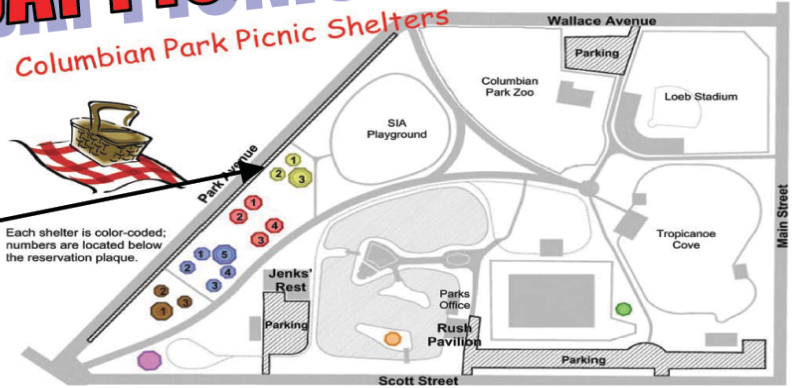 Columbian Park Picnic Shelters
Wallace Avenue
Parking
Columbian
Park Zoo
Loeb Stadium
SIA
Playground
Park Avenue
1
2
3
1
2
4
3
Each shelter is color-coded;
numbers are located below
the reservation plaque.
1
5
2
4
3
2
3
1
Tropicanoe
Cove
Main Street
Jenks'
Rest
Parking
Parks
Office
Rush
Pavilion
Parking
Scott Street